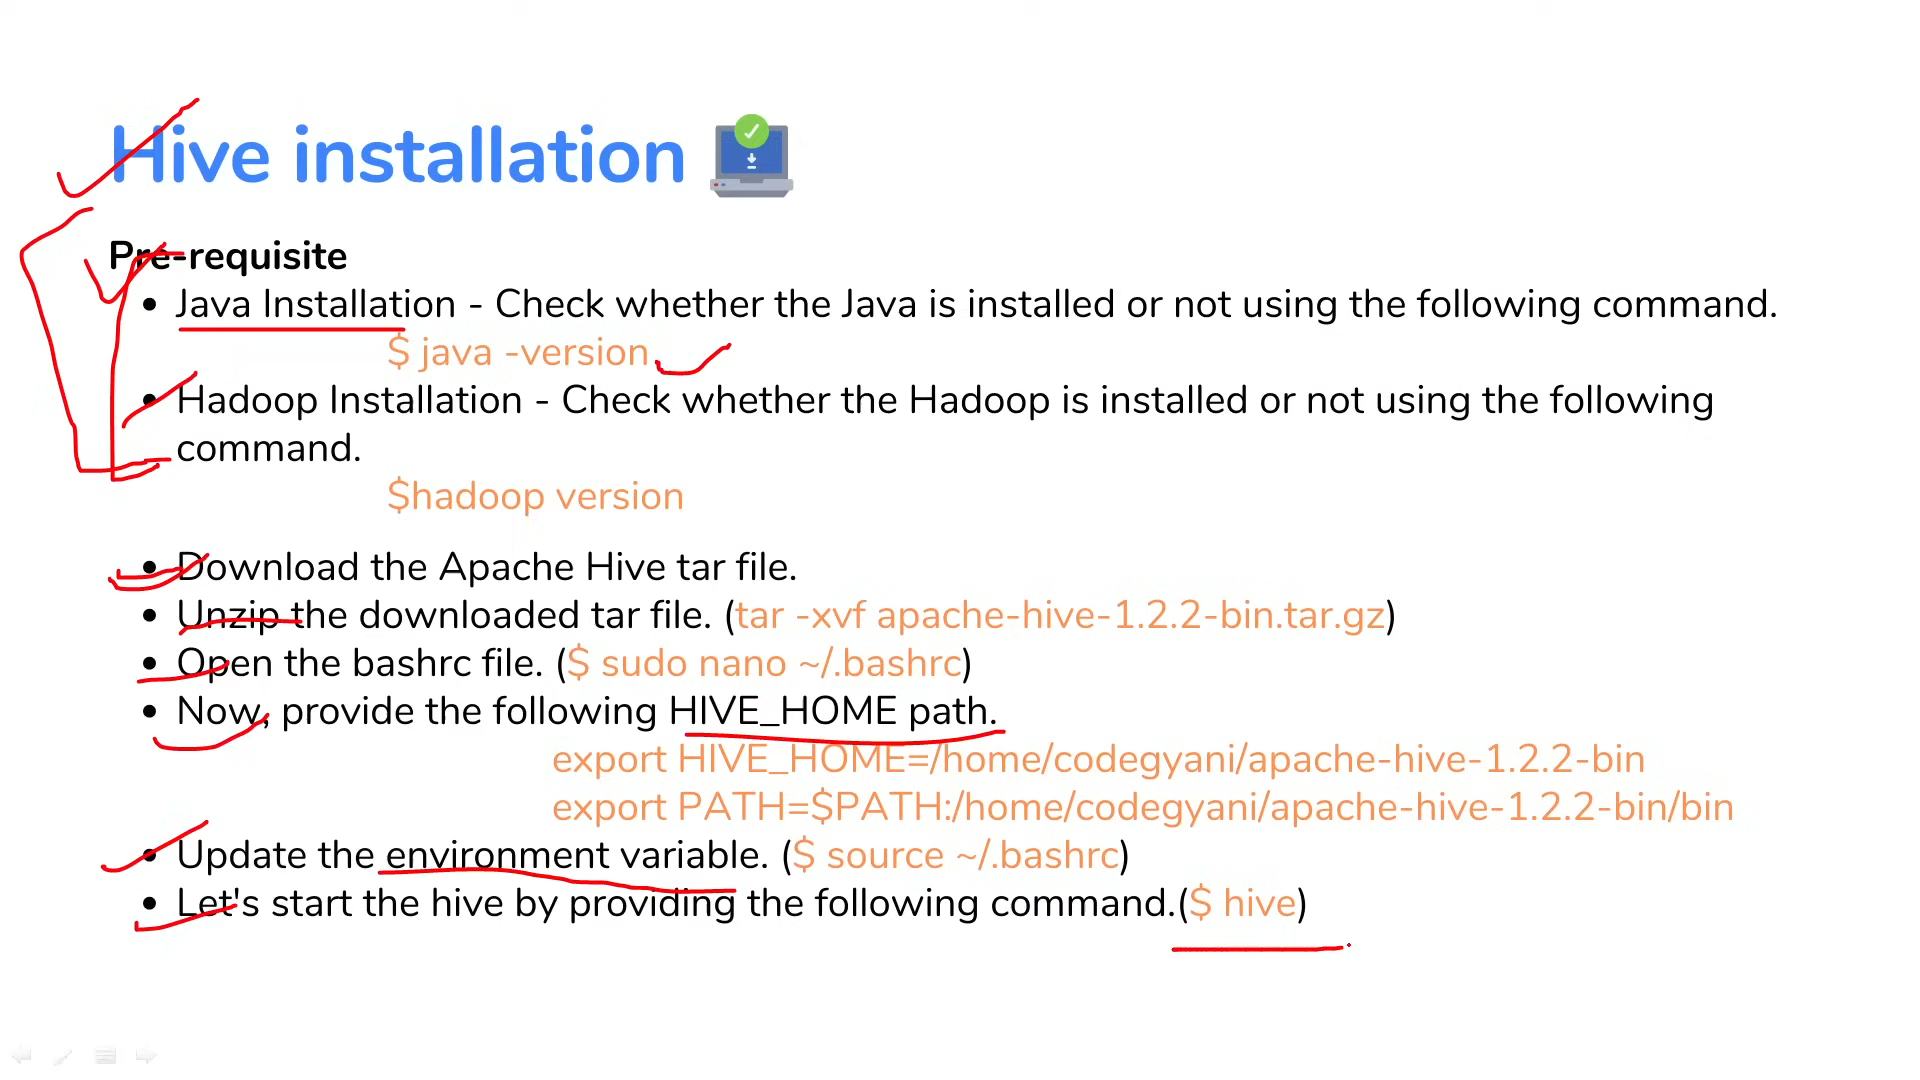 Hive installation
Pre-requisite
• Java Installation - Check whether the Java is installed or not using the following command.
$ java -version
• Hadoop Installation - Check whether the Hadoop is installed or not using the following
command.
$hadoop version
• Download the Apache Hive tar file.
• Unzip the downloaded tar file. (tar -xvf apache-hive-1.2.2-bin.tar.gz)
• Open the bashrc file. ($ sudo nano ~/.bashrc)
• Now, provide the following HIVE_HOME path.
export HIVE_HOME=/home/codegyani/apache-hive-1.2.2-bin
export PATH=$PATH:/home/codegyani/apache-hive-1.2.2-bin/bin
• Update the environment variable. ($ source ~/.bashrc)
• Let's start the hive by providing the following command.($ hive)